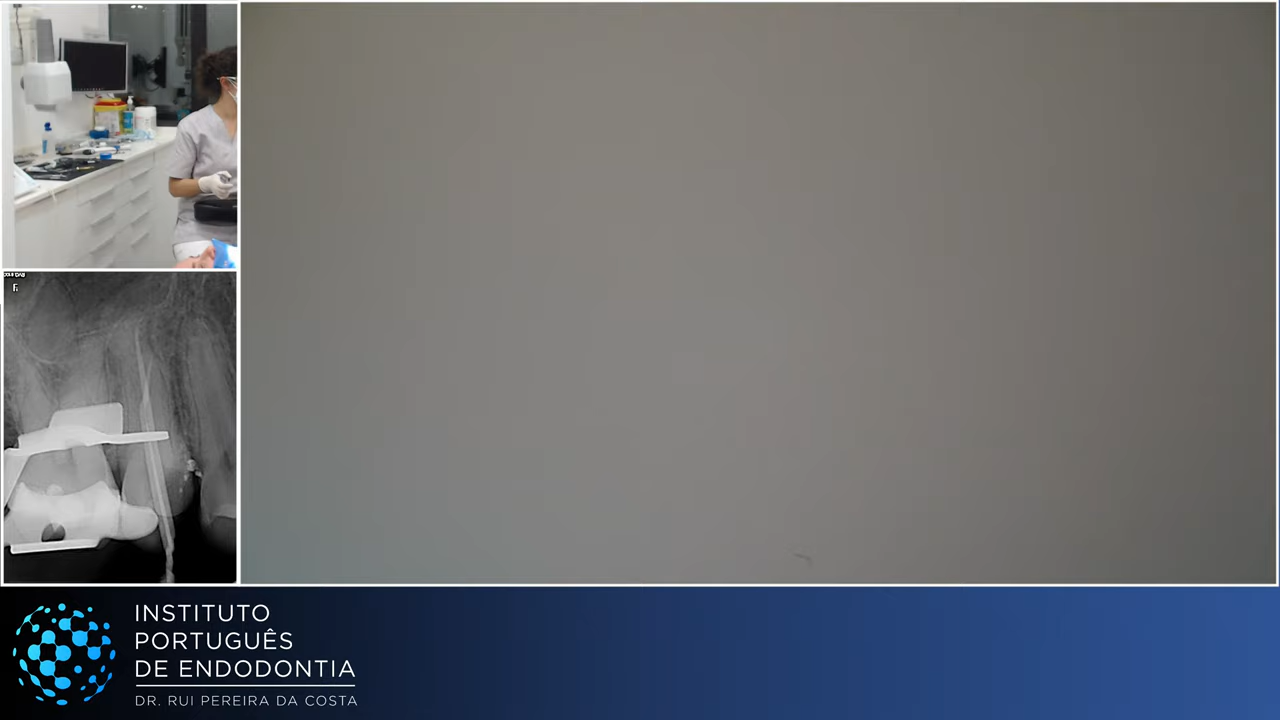 INSTITUTO
PORTUGUÊS
DE ENDODONTIA
DR. RUI PEREIRA DA COSTA